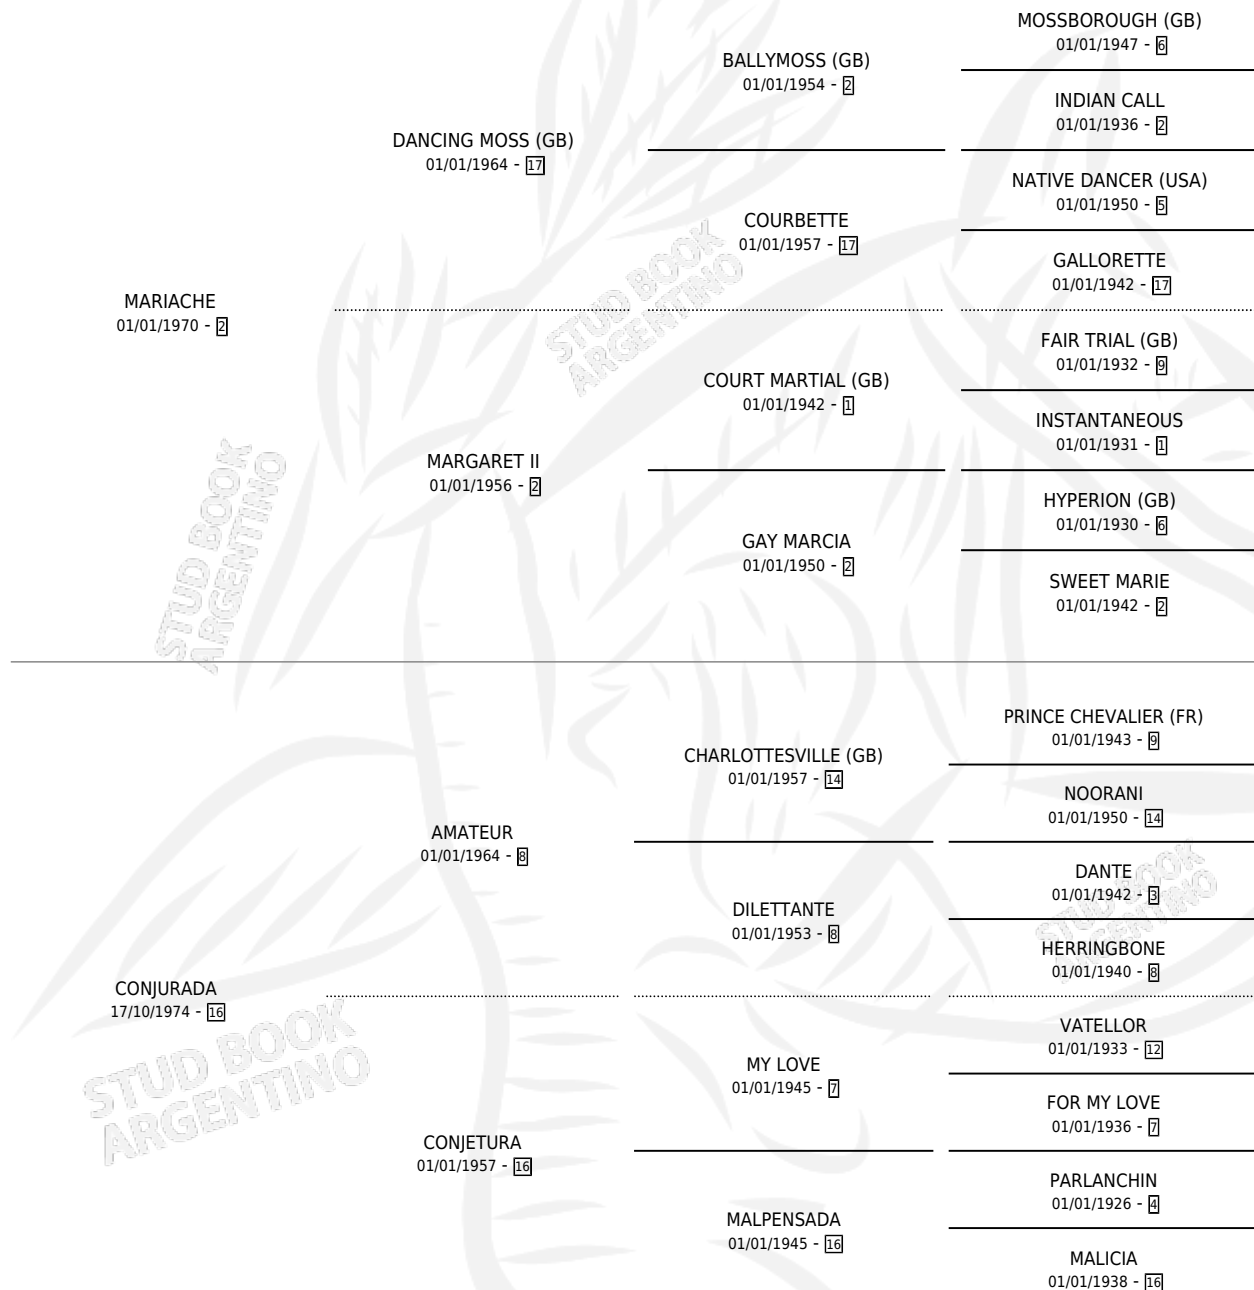 MOSSBOROUGH (GB)
01/01/1947 - 6
BALLYMOSS (GB)
01/01/1954 - 2
INDIAN CALL
01/01/1936 - 2
DANCING MOSS (GB)
01/01/1964 - 17
NATIVE DANCER (USA)
01/01/1950 - 5
COURBETTE
01/01/1957 - 17
GALLORETTE
01/01/1942 - 17
MARIACHE
01/01/1970 - 2
STUD BOOK
ARGENTINO
FAIR TRIAL (GB)
01/01/1932 - 9
COURT MARTIAL (GB)
01/01/1942 - 1
INSTANTANEOUS
01/01/1931 - 1
MARGARET II
01/01/1956 - 2
HYPERION (GB)
01/01/1930 - 6
GAY MARCIA
01/01/1950 - 2
SWEET MARIE
01/01/1942 - 2
STUD BOOK
ARGENTINO
PRINCE CHEVALIER (FR)
01/01/1943 - 9
CHARLOTTESVILLE (GB)
01/01/1957 - 14
NOORANI
01/01/1950 - 14
AMATEUR
01/01/1964 - 8
DANTE
01/01/1942 - 3
DILETTANTE
01/01/1953 - 8
HERRINGBONE
01/01/1940 - 8
STUD BOOK
ARGENTINO
CONJURADA
17/10/1974 - 16
STUD BOOK
ARGENTINO
VATELLOR
01/01/1933 - 12
MY LOVE
01/01/1945 - 7
FOR MY LOVE
01/01/1936 - 7
CONJETURA
01/01/1957 - 16
PARLANCHIN
01/01/1926 - 4
MALPENSADA
01/01/1945 - 16
MALICIA
01/01/1938 - 16